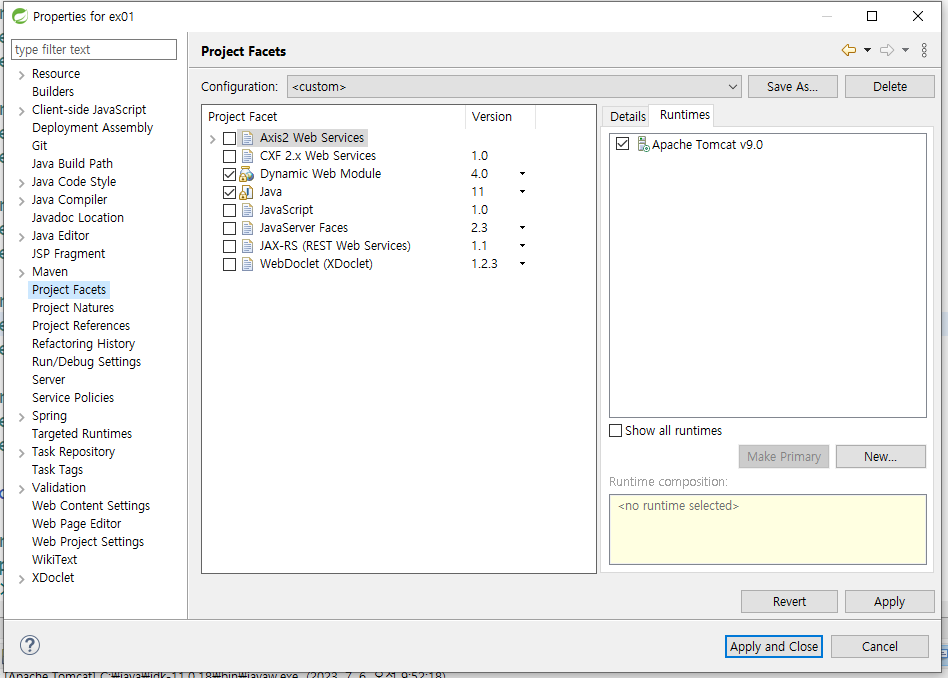 Properties for ex01
type filter text
Resource
Builders
Client-side JavaScript
Deployment Assembly
Git
Java Build Path
Java Code Style
Java Compiler
Javadoc Location
Java Editor
JSP Fragment
Maven
Project Facets
Project Natures
Project References
Refactoring History
Run/Debug Settings
Server
Service Policies
Spring
Targeted Runtimes
Task Repository
Task Tags
Validation
Web Content Settings
Web Page Editor
Web Project Settings
WikiText
XDoclet
Project Facets
Configuration: <custom> Save As... Delete
Project Facet Version
Axis2 Web Services
CXF 2.x Web Services 1.0
Dynamic Web Module 4.0
Java 11
JavaScript 1.0
JavaServer Faces 2.3
JAX-RS (REST Web Services) 1.1
WebDoclet (XDoclet) 1.2.3
Details Runtimes
Apache Tomcat v9.0
Show all runtimes
Make Primary New...
Runtime composition:
<no runtime selected>
Revert Apply
Apply and Close Cancel
[Apache Tomcat] C:₩java₩jdk-11.0.18₩bin₩javaw.exe (2023. 7. 6. 오전 9:52:18)